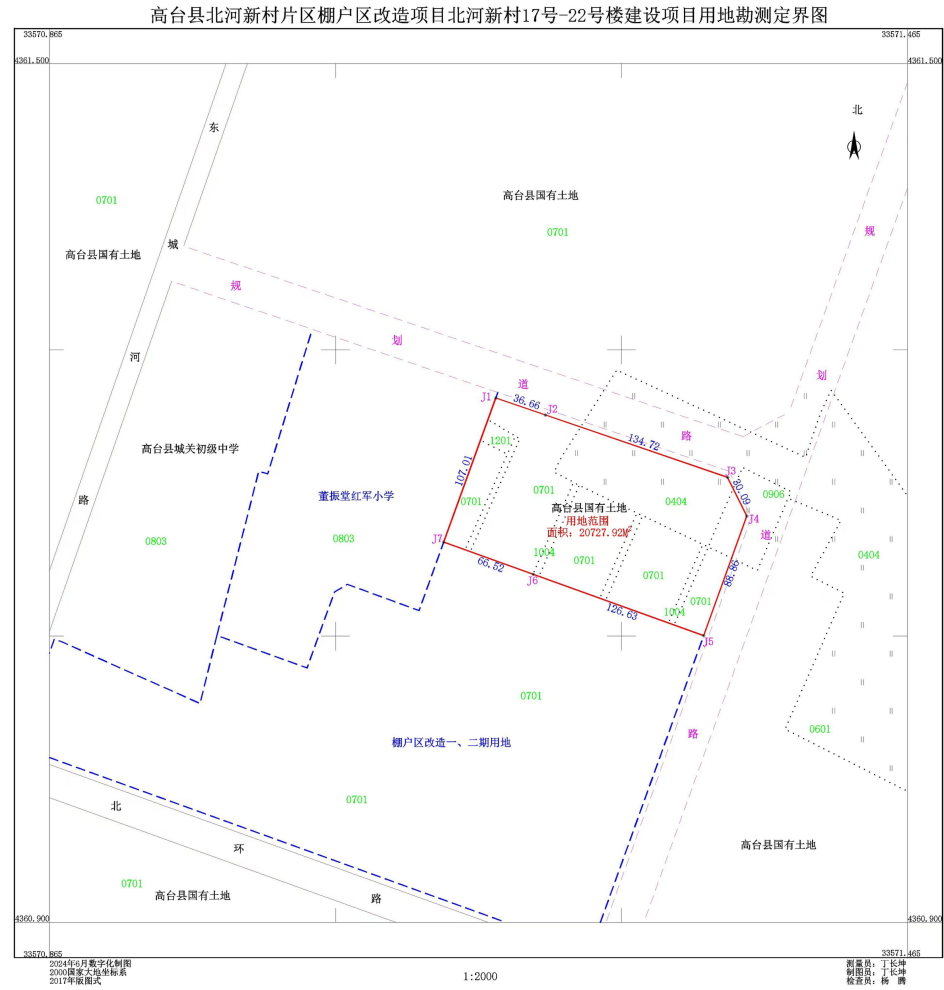 高台县北河新村片区棚户区改造项目北河新村17号-22号楼建设项目用地勘测定界图
33570.865
33571.465
4361.500
4361.500
北
东
高台县国有土地
0701
0701
规
城
高台县国有土地
规
划
河
划
道
J1
36.66
J2
路
134.72
1201
高台县城关初级中学
107.01
J3
30.09
0701
0701
0906
董振堂红军小学
路
高台县国有土地
0404
用地范围
J4
面积: 20727.92M²
道
0803
0803
J7
1004
0701
0404
66.52
0701
88.86
J6
0701
126.63
1004
J5
0701
路
0601
棚户区改造一、二期用地
0701
北
环
高台县国有土地
0701
高台县国有土地
路
4360.900
4360.900
33570.865
33571.465
2024年6月数字化制图
2000国家大地坐标系
2017年版图式
1:2000
测量员: 丁长坤
制图员: 丁长坤
检查员: 杨 腾